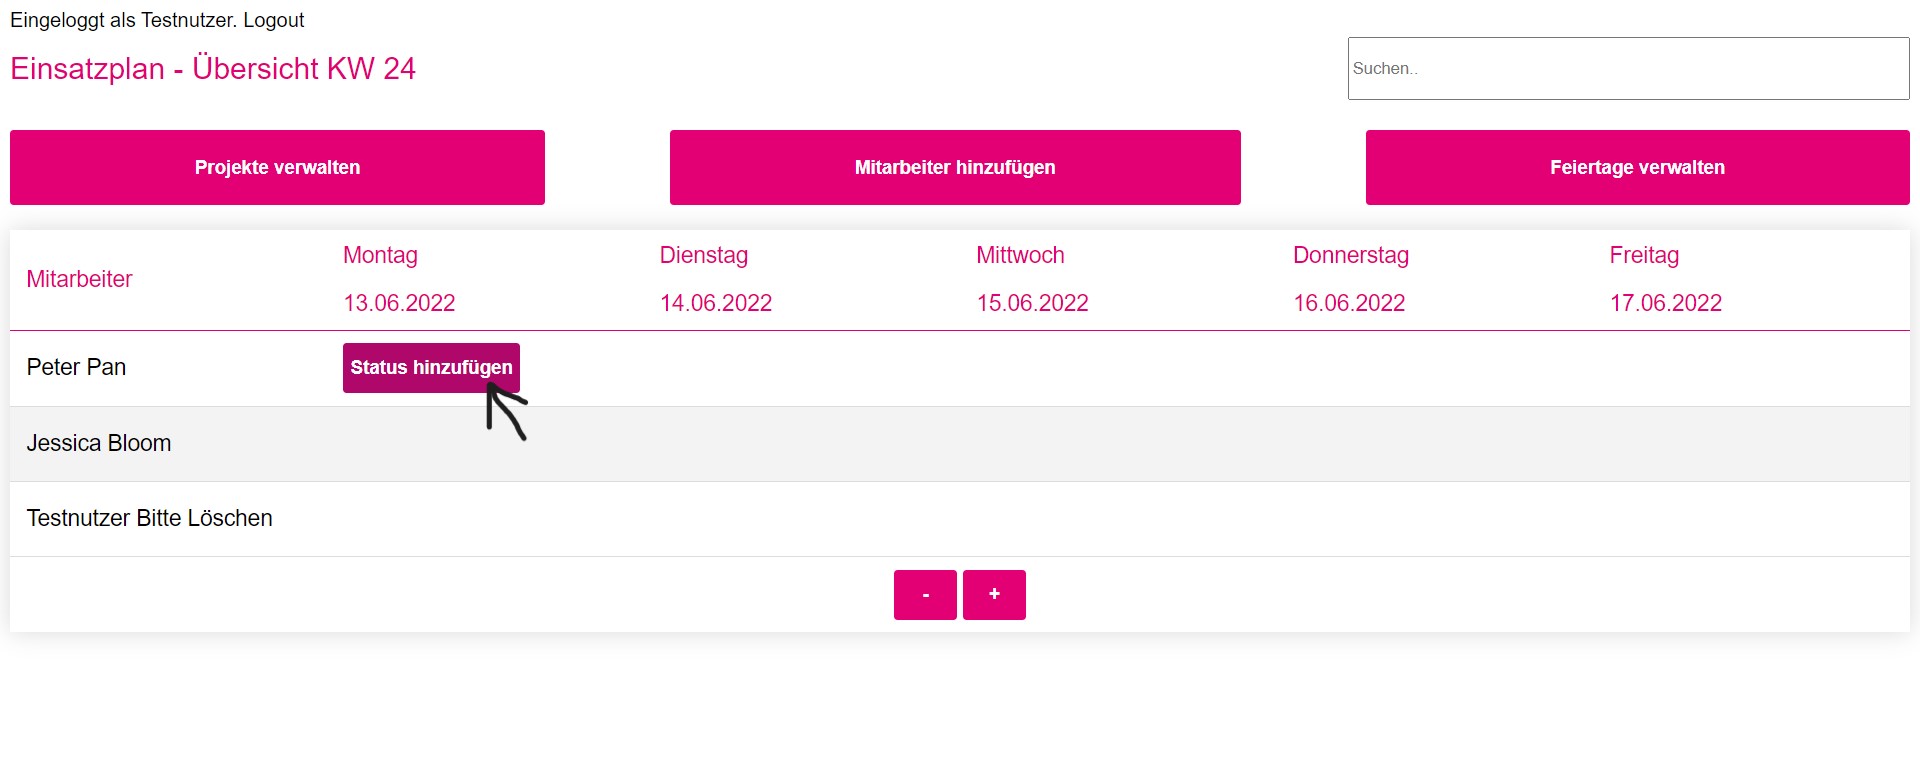 Eingeloggt als Testnutzer. Logout
Einsatzplan - Übersicht KW 24
Suchen..
Projekte verwalten
Mitarbeiter hinzufügen
Feiertage verwalten
Mitarbeiter
Montag
13.06.2022
Dienstag
14.06.2022
Mittwoch
15.06.2022
Donnerstag
16.06.2022
Freitag
17.06.2022
Peter Pan
Status hinzufügen
Jessica Bloom
Testnutzer Bitte Löschen
-
+